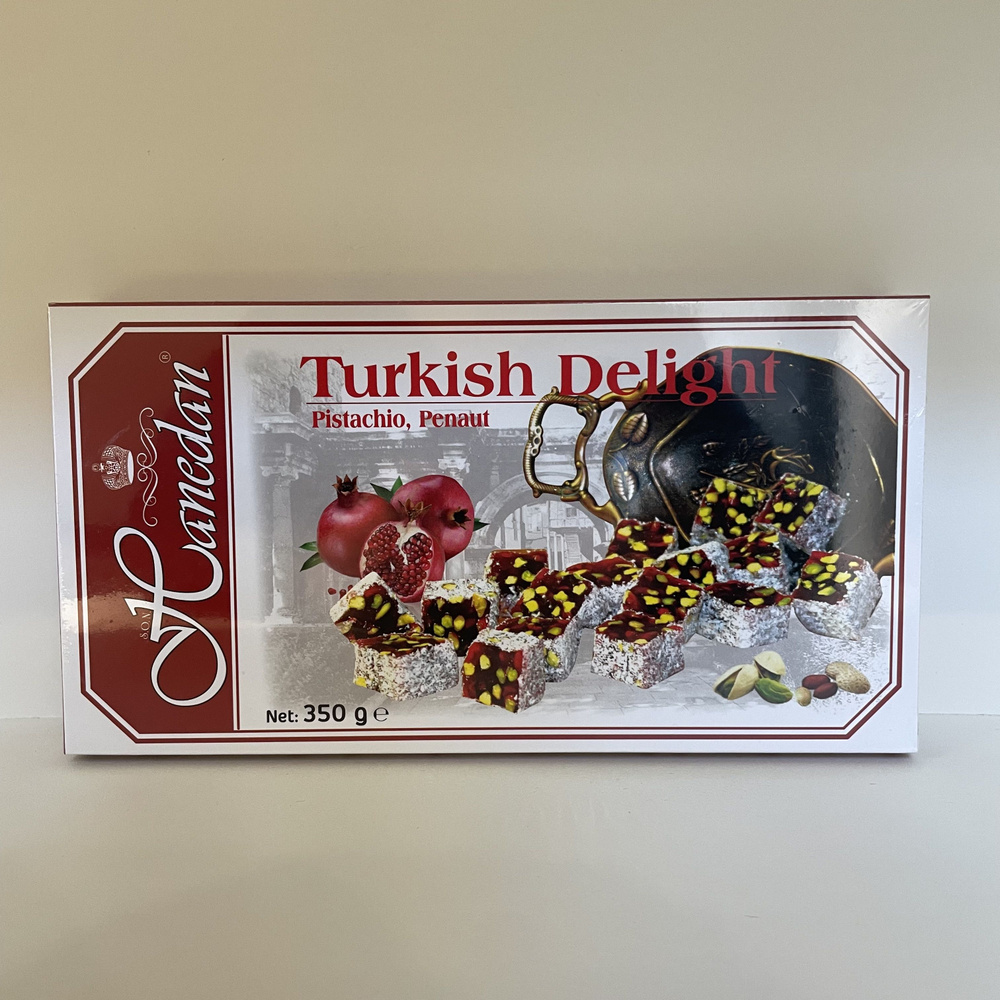 SON
Hanedan ®
Turkish Delight
Pistachio, Penaut
Net: 350 g ℮